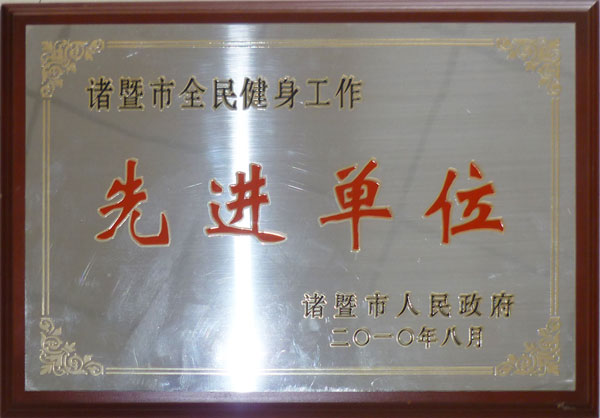 诸暨市全民健身工作
先进单位
诸暨市人民政府
二〇一〇年八月